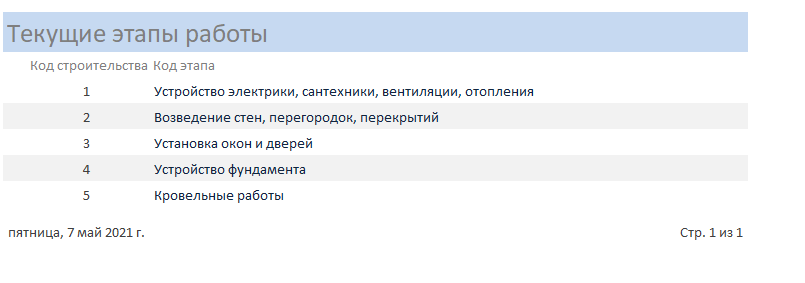 Текущие этапы работы
Код строительства Код этапа
1 Устройство электрики, сантехники, вентиляции, отопления
2 Возведение стен, перегородок, перекрытий
3 Установка окон и дверей
4 Устройство фундамента
5 Кровельные работы
пятница, 7 май 2021 г. Стр. 1 из 1